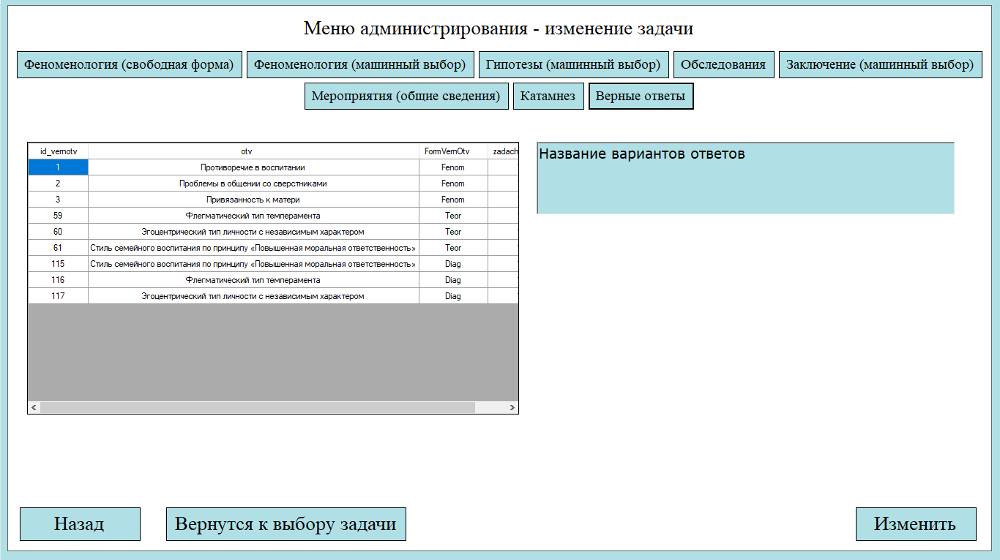 Меню администрирования - изменение задачи
Феноменология (свободная форма) Феноменология (машинный выбор) Гипотезы (машинный выбор) Обследования Заключение (машинный выбор)
Мероприятия (общие сведения) Катамнез Верные ответы
id_vernotv otv FormVernOtv zadach
1 Противоречие в воспитании Fenom
2 Проблемы в общении со сверстниками Fenom
3 Привязанность к матери Fenom
59 Флегматический тип темперамента Teor
60 Эгоцентрический тип личности с независимым характером Teor
61 Стиль семейного воспитания по принципу «Повышенная моральная ответственность» Teor
115 Стиль семейного воспитания по принципу «Повышенная моральная ответственность» Diag
116 Флегматический тип темперамента Diag
117 Эгоцентрический тип личности с независимым характером Diag
Название вариантов ответов
Назад Вернутся к выбору задачи Изменить